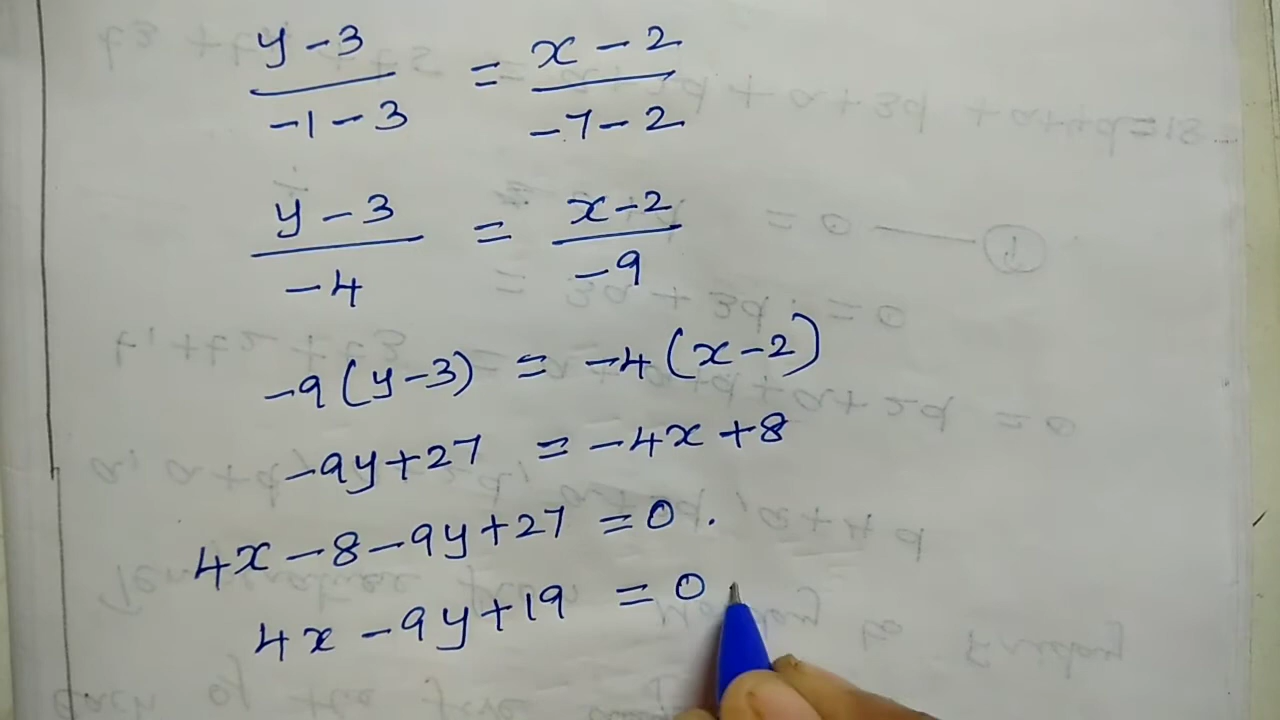 y - 3 / -1 - 3 = x - 2 / -7 - 2
y - 3 / -4 = x - 2 / -9
-9(y - 3) = -4(x - 2)
-9y + 27 = -4x + 8
4x - 8 - 9y + 27 = 0.
4x - 9y + 19 = 0